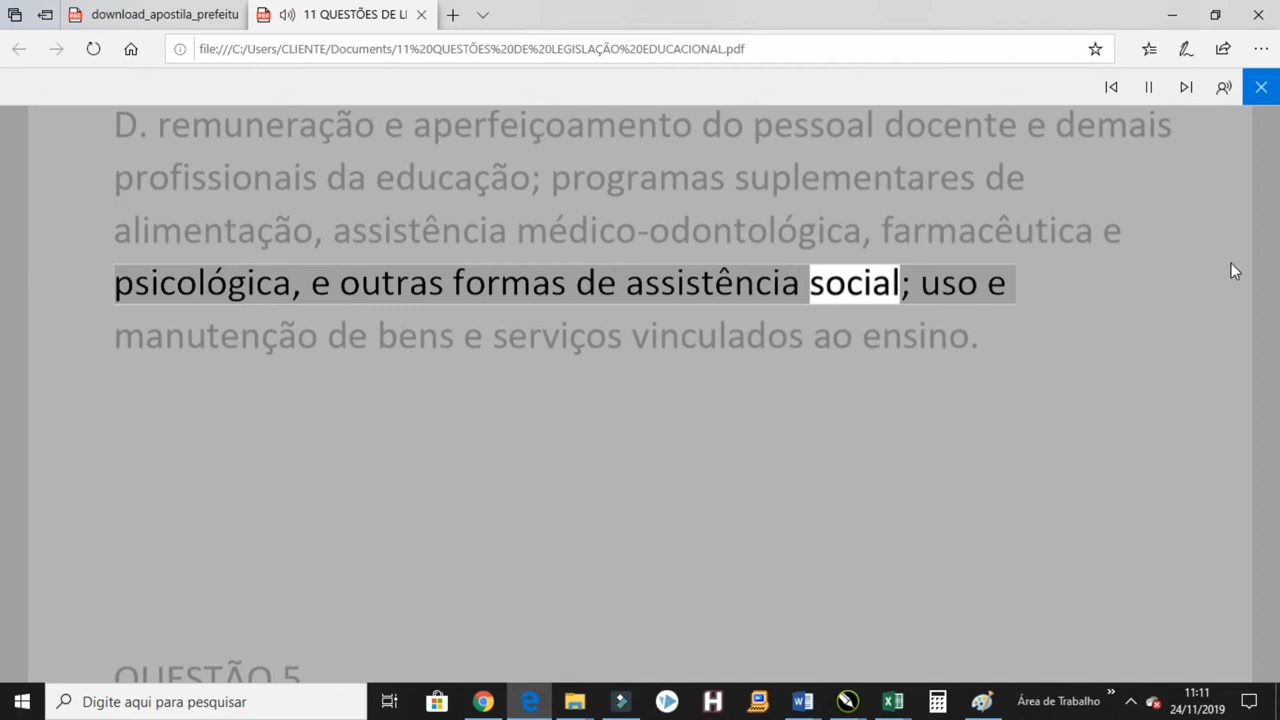 download_apostila_prefeitu
11 QUESTÕES DE LI
file:///C:/Users/CLIENTE/Documents/11%20QUESTÕES%20DE%20LEGISLAÇÃO%20EDUCACIONAL.pdf
D. remuneração e aperfeiçoamento do pessoal docente e demais
profissionais da educação; programas suplementares de
alimentação, assistência médico-odontológica, farmacêutica e
psicológica, e outras formas de assistência social; uso e
manutenção de bens e serviços vinculados ao ensino.
QUESTÃO 5
Digite aqui para pesquisar
Área de Trabalho
11:11
24/11/2019